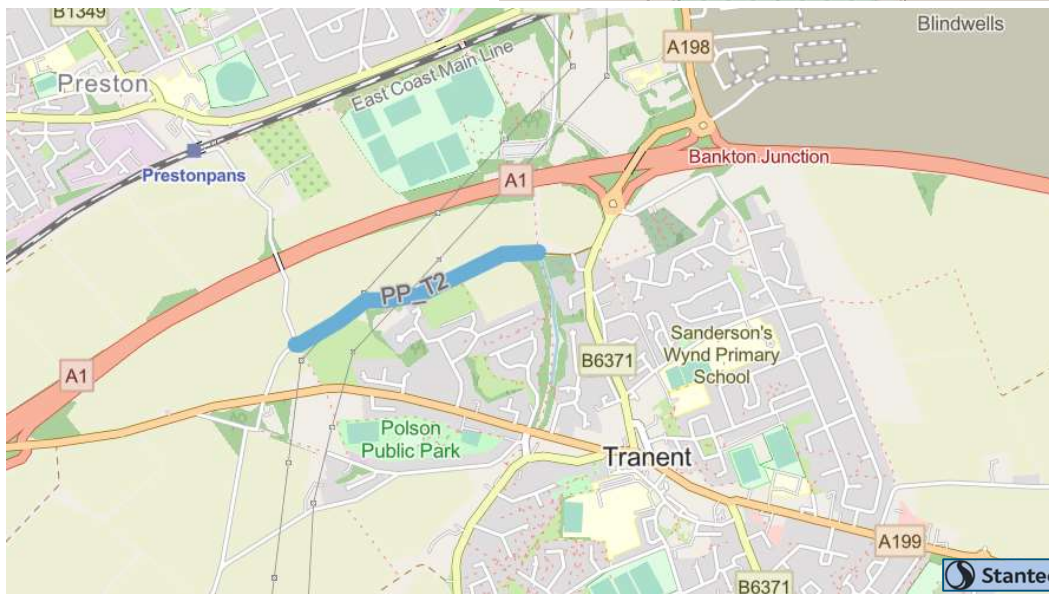 B1349
Blindwells
A198
Preston
East Coast Main Line
Bankton Junction
Prestonpans
A1
PP_T2
Sanderson's
Wynd Primary
School
B6371
A1
Polson
Public Park
Tranent
A199
Stantec
B6371